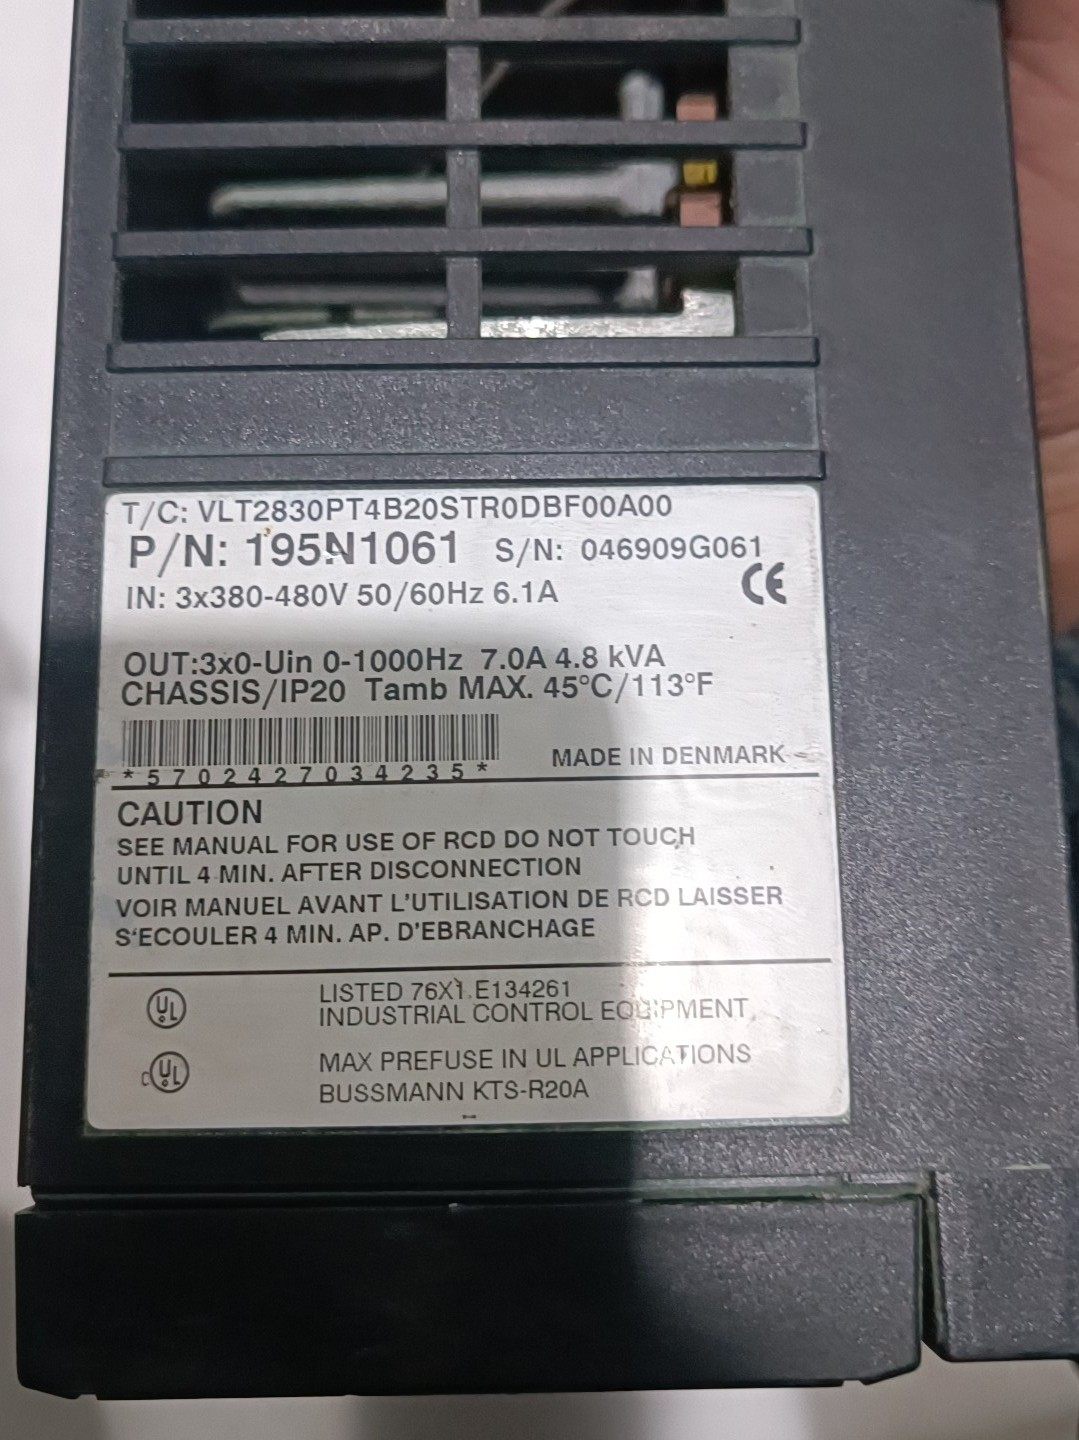 T/C: VLT2830PT4B20STR0DBF00A00
P/N: 195N1061 S/N: 046909G061
IN: 3x380-480V 50/60Hz 6.1A
CE
OUT:3x0-Uin 0-1000Hz 7.0A 4.8 kVA
CHASSIS/IP20 Tamb MAX. 45°C/113°F
*5702427034235*
MADE IN DENMARK
CAUTION
SEE MANUAL FOR USE OF RCD DO NOT TOUCH
UNTIL 4 MIN. AFTER DISCONNECTION
VOIR MANUEL AVANT L'UTILISATION DE RCD LAISSER
S'ECOULER 4 MIN. AP. D'EBRANCHAGE
UL LISTED 76X1 E134261
INDUSTRIAL CONTROL EQUIPMENT
c UL MAX PREFUSE IN UL APPLICATIONS
BUSSMANN KTS-R20A